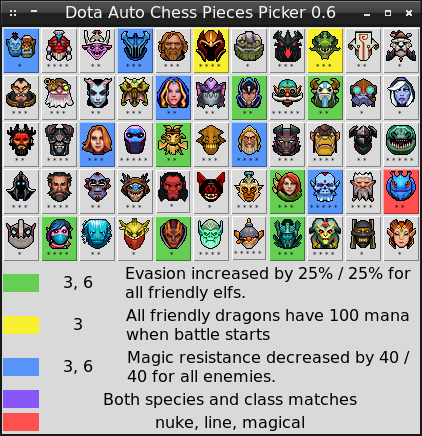 Dota Auto Chess Pieces Picker 0.6
3, 6 Evasion increased by 25% / 25% for
all friendly elfs.
3 All friendly dragons have 100 mana
when battle starts
3, 6 Magic resistance decreased by 40 /
40 for all enemies.
Both species and class matches
nuke, line, magical